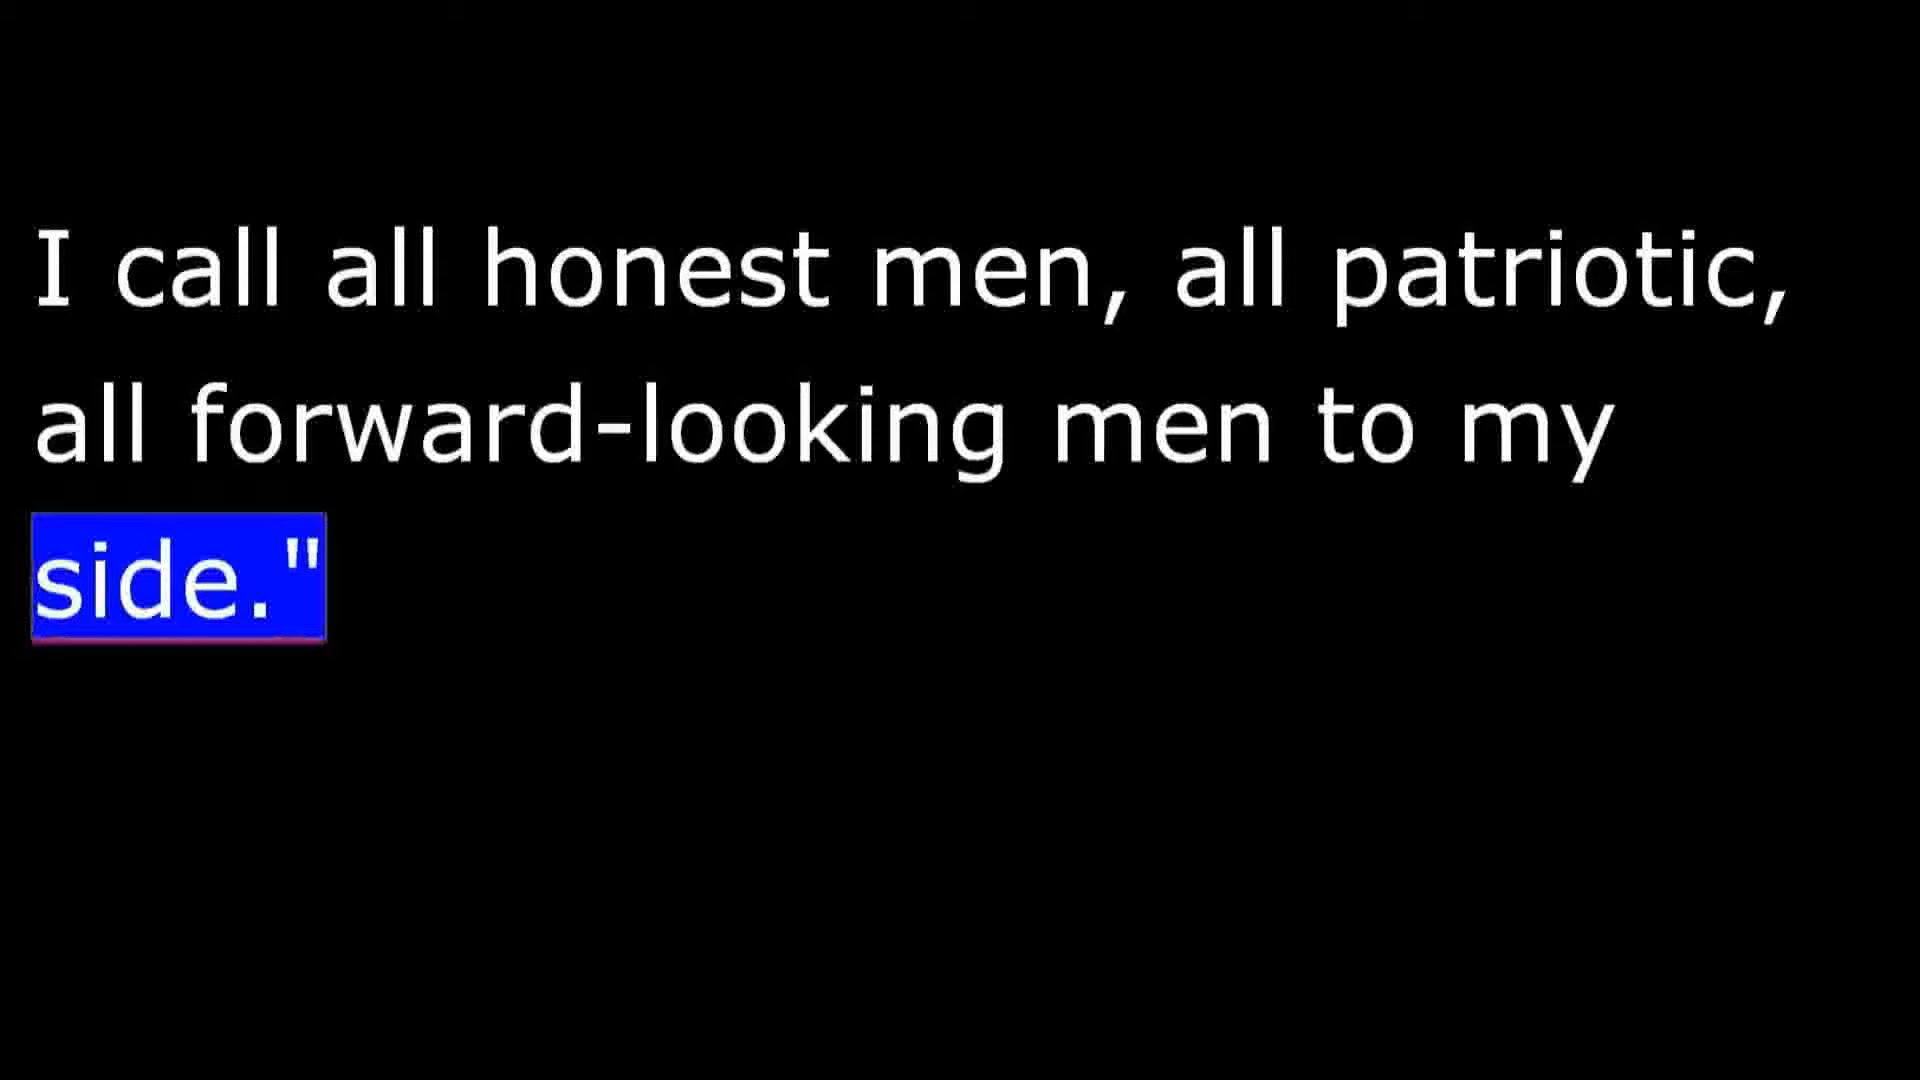 I call all honest men, all patriotic,
all forward-looking men to my
side."